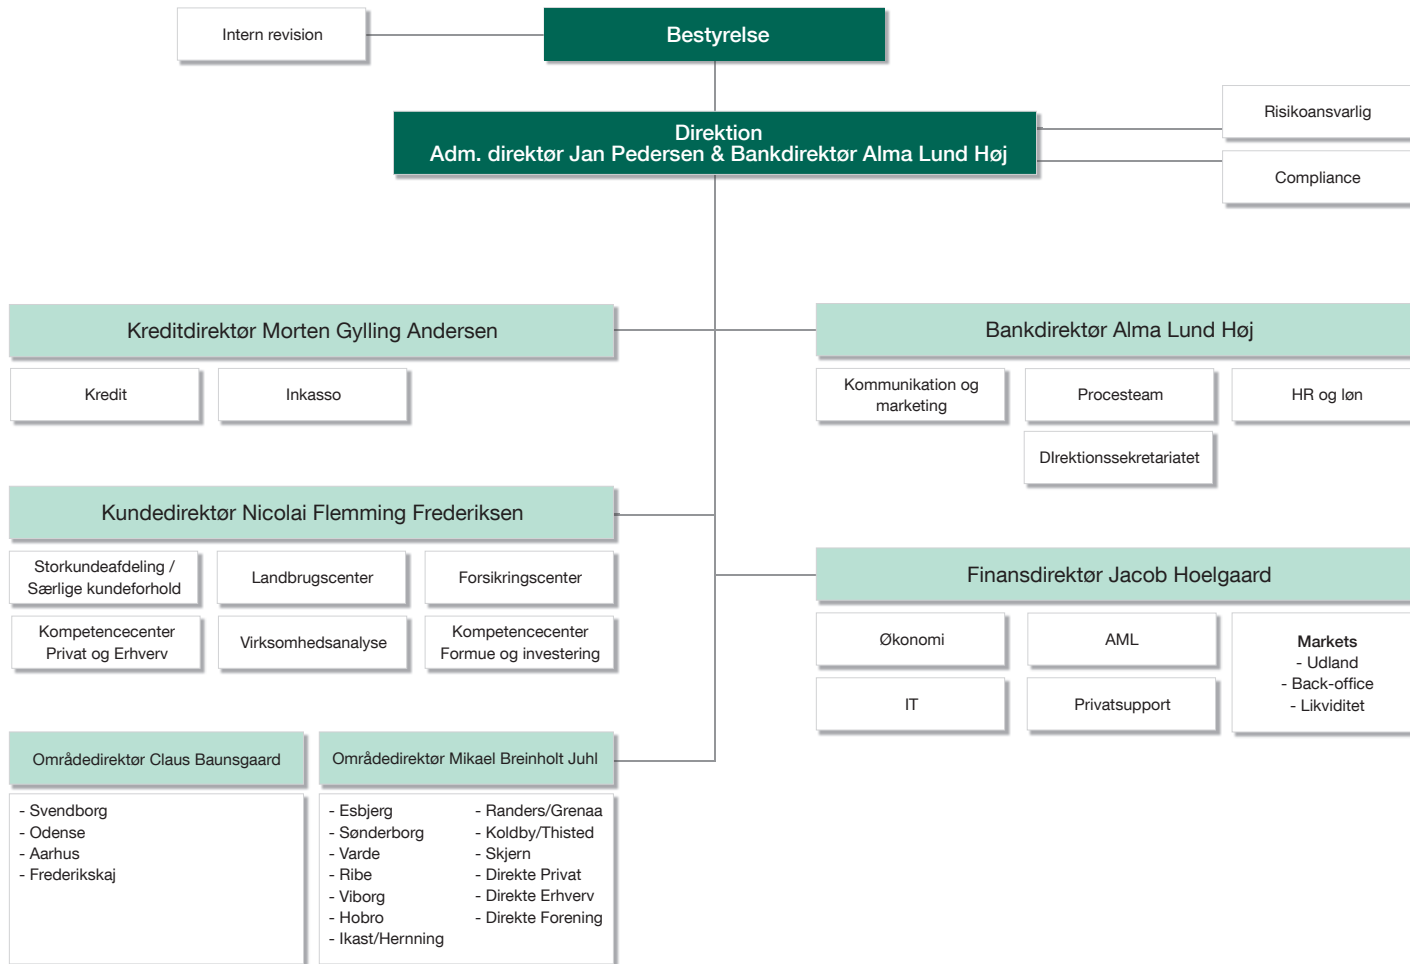 Intern revision
Bestyrelse
Direktion
Adm. direktør Jan Pedersen & Bankdirektør Alma Lund Høj
Risikoansvarlig
Compliance
Kreditdirektør Morten Gylling Andersen
Kredit
Inkasso
Bankdirektør Alma Lund Høj
Kommunikation og
marketing
Procesteam
HR og løn
DIrektionssekretariatet
Kundedirektør Nicolai Flemming Frederiksen
Storkundeafdeling /
Særlige kundeforhold
Landbrugscenter
Forsikringscenter
Kompetencecenter
Privat og Erhverv
Virksomhedsanalyse
Kompetencecenter
Formue og investering
Finansdirektør Jacob Hoelgaard
Økonomi
AML
IT
Privatsupport
Markets
- Udland
- Back-office
- Likviditet
Områdedirektør Claus Baunsgaard
- Svendborg
- Odense
- Aarhus
- Frederikskaj
Områdedirektør Mikael Breinholt Juhl
- Esbjerg
- Sønderborg
- Varde
- Ribe
- Viborg
- Hobro
- Ikast/Hernning
- Randers/Grenaa
- Koldby/Thisted
- Skjern
- Direkte Privat
- Direkte Erhverv
- Direkte Forening